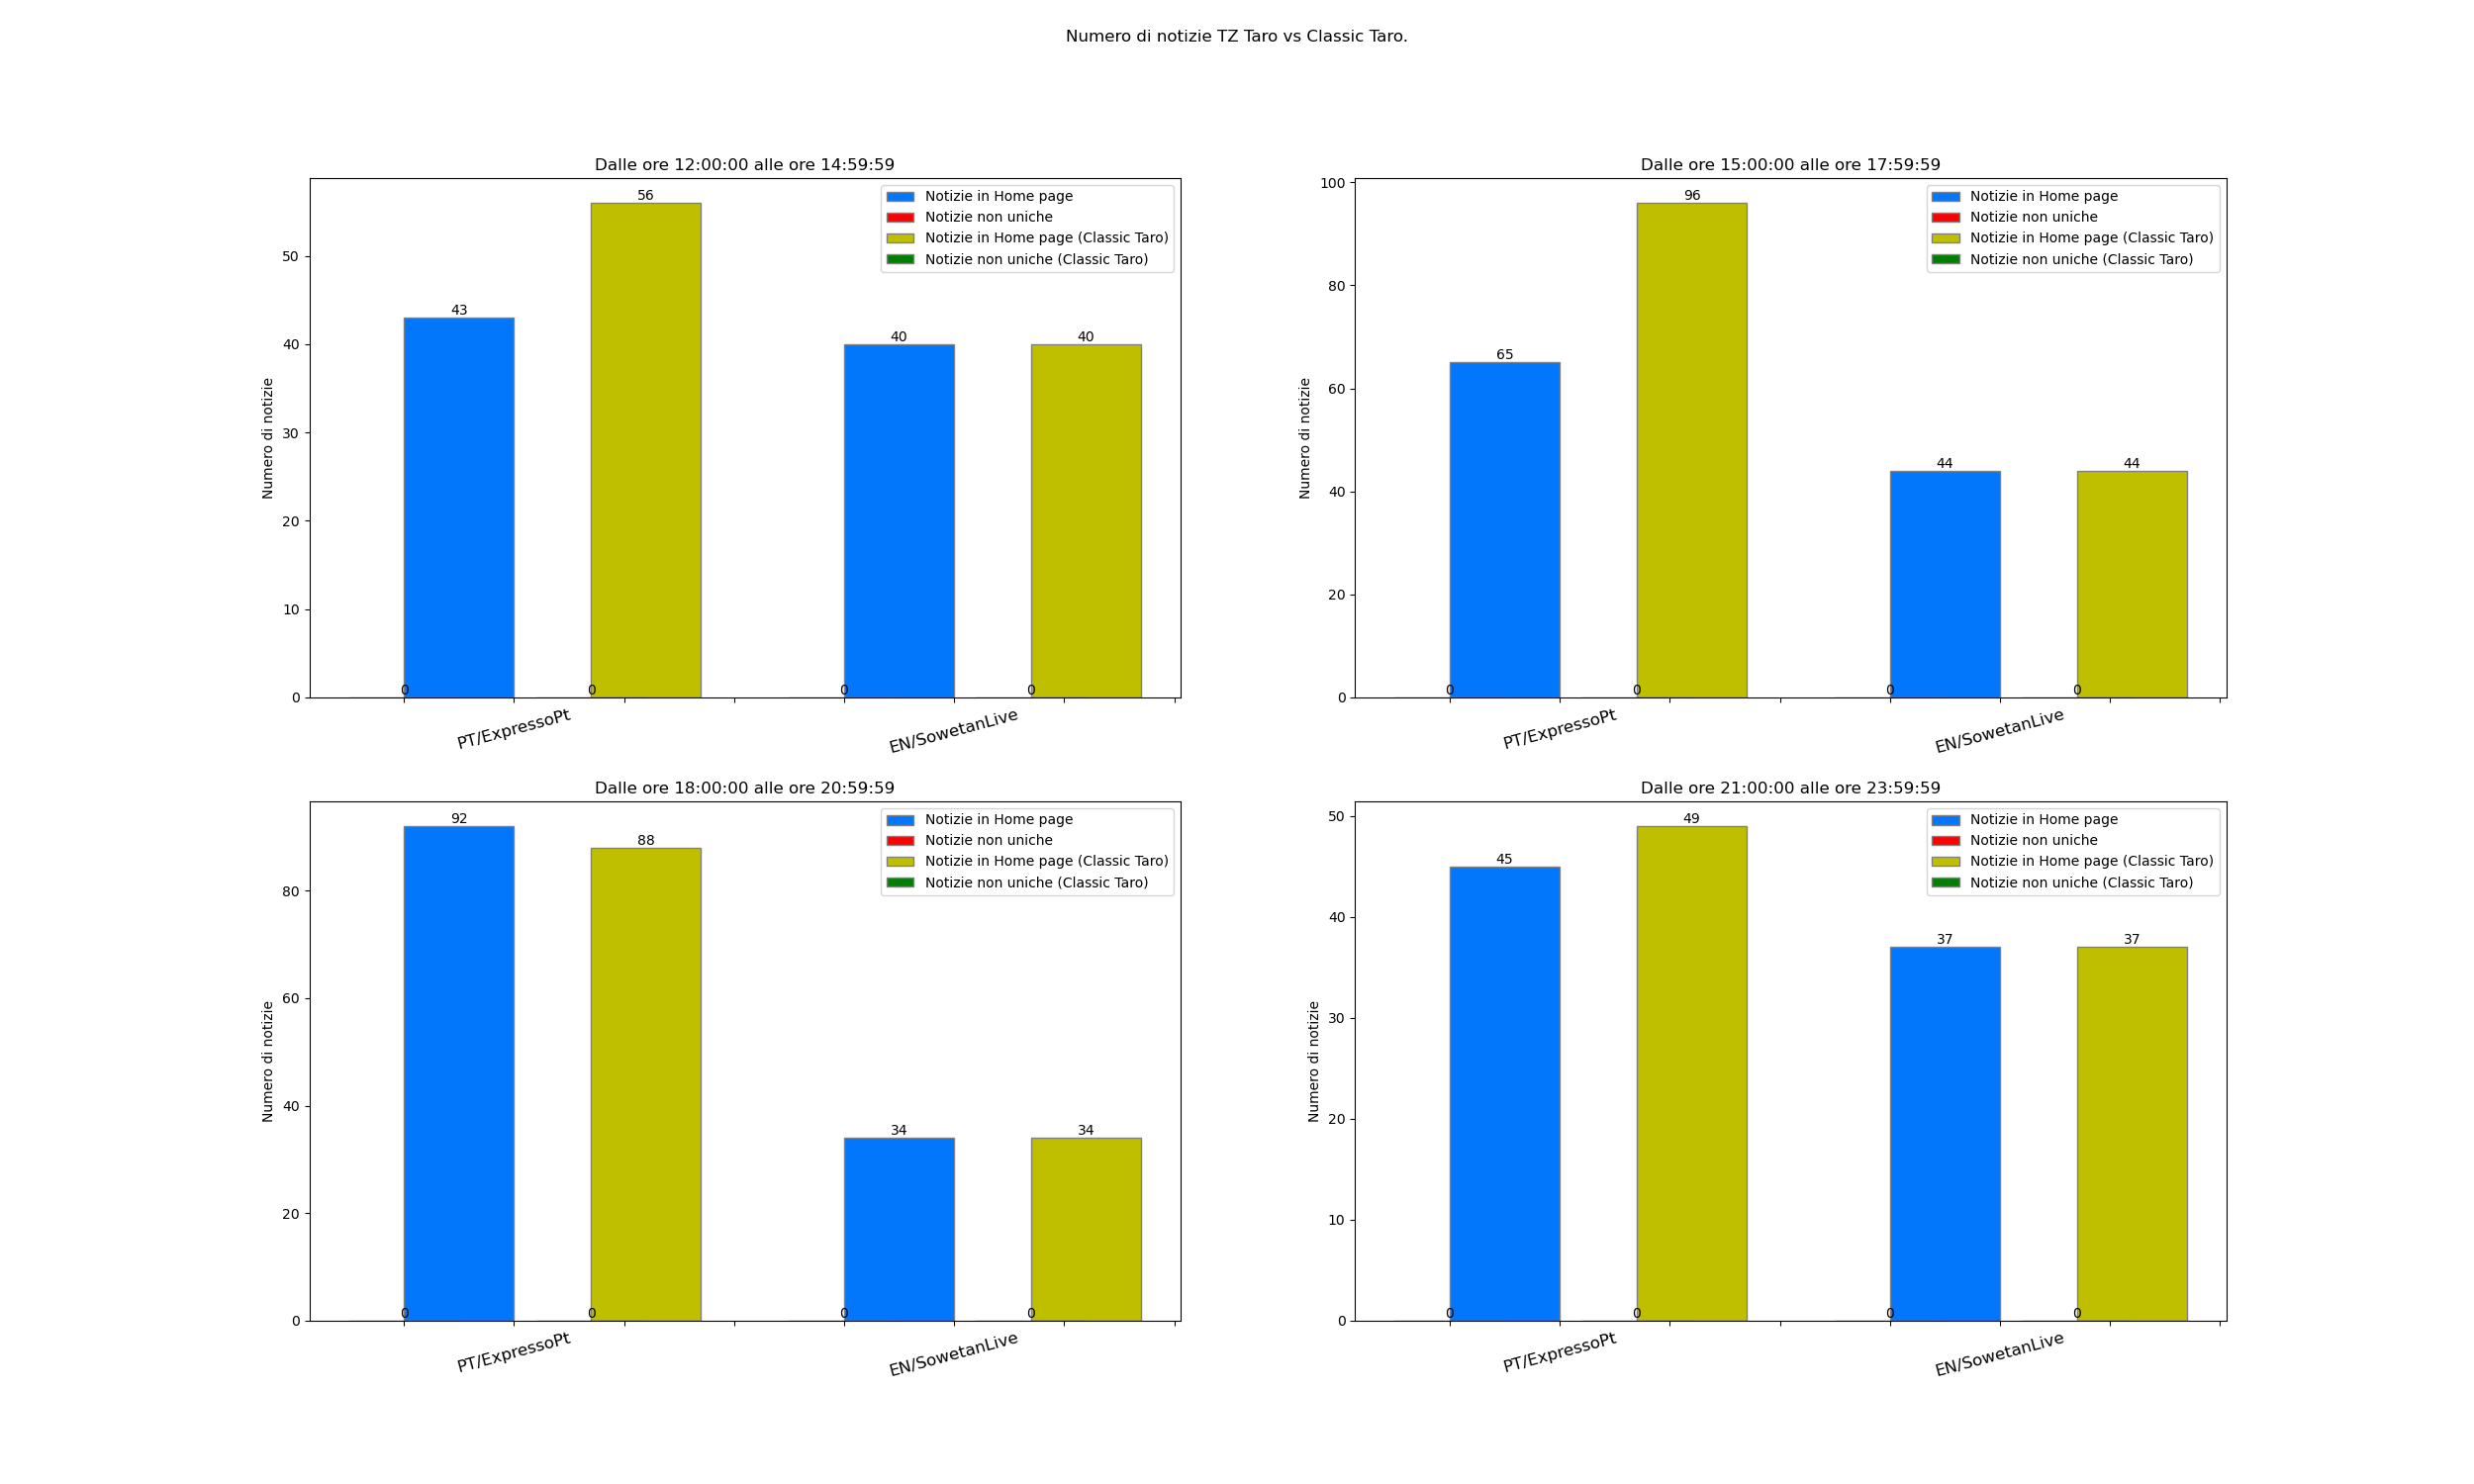 Numero di notizie TZ Taro vs Classic Taro.
Dalle ore 12:00:00 alle ore 14:59:59
Numero di notizie
50
40
30
20
10
0
43
56
40
40
0
0
0
0
Notizie in Home page
Notizie non uniche
Notizie in Home page (Classic Taro)
Notizie non uniche (Classic Taro)
PT/ExpressoPt
EN/SowetanLive
Dalle ore 15:00:00 alle ore 17:59:59
Numero di notizie
100
80
60
40
20
0
65
96
44
44
0
0
0
0
Notizie in Home page
Notizie non uniche
Notizie in Home page (Classic Taro)
Notizie non uniche (Classic Taro)
PT/ExpressoPt
EN/SowetanLive
Dalle ore 18:00:00 alle ore 20:59:59
Numero di notizie
80
60
40
20
0
92
88
34
34
0
0
0
0
Notizie in Home page
Notizie non uniche
Notizie in Home page (Classic Taro)
Notizie non uniche (Classic Taro)
PT/ExpressoPt
EN/SowetanLive
Dalle ore 21:00:00 alle ore 23:59:59
Numero di notizie
50
40
30
20
10
0
45
49
37
37
0
0
0
0
Notizie in Home page
Notizie non uniche
Notizie in Home page (Classic Taro)
Notizie non uniche (Classic Taro)
PT/ExpressoPt
EN/SowetanLive